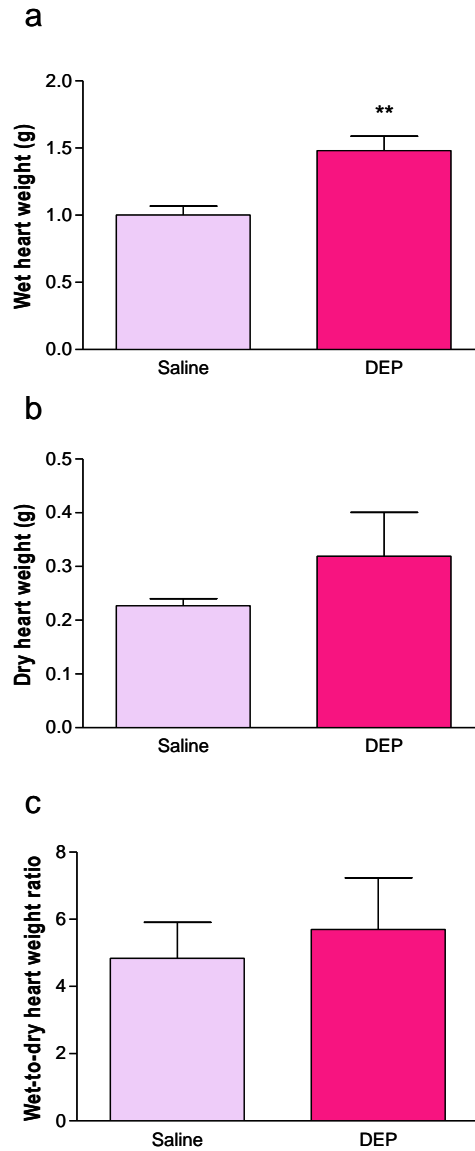 a
Wet heart weight (g)
2.0
1.5
1.0
0.5
0.0
**
Saline
DEP
b
Dry heart weight (g)
0.5
0.4
0.3
0.2
0.1
0.0
Saline
DEP
c
Wet-to-dry heart weight ratio
8
6
4
2
0
Saline
DEP